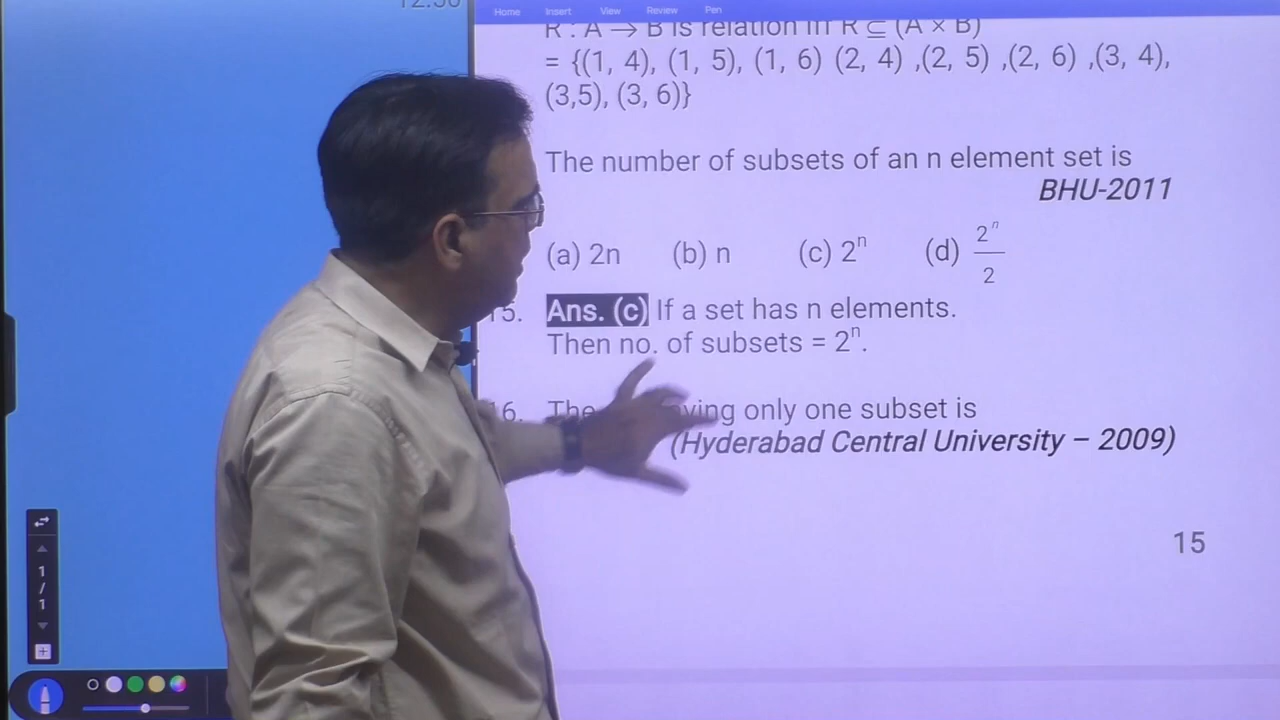 12:50
Home Insert View Review Pen
R : A → B is relation in R ⊆ (A × B)
= {(1, 4), (1, 5), (1, 6) (2, 4) ,(2, 5) ,(2, 6) ,(3, 4),
(3,5), (3, 6)}
The number of subsets of an n element set is
BHU-2011
(a) 2n (b) n (c) 2ⁿ (d) 2ⁿ/2
15. Ans. (c) If a set has n elements.
Then no. of subsets = 2ⁿ.
16. The only one subset is
(Hyderabad Central University – 2009)
15
1
/
1